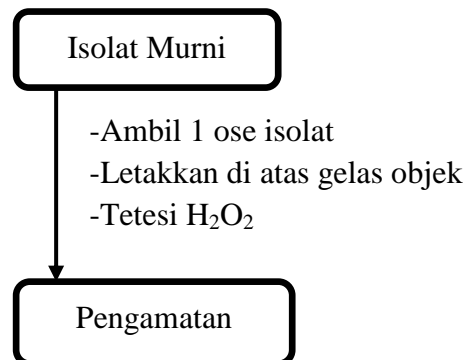 Isolat Murni
-Ambil 1 ose isolat
-Letakkan di atas gelas objek
-Tetesi H₂O₂
Pengamatan